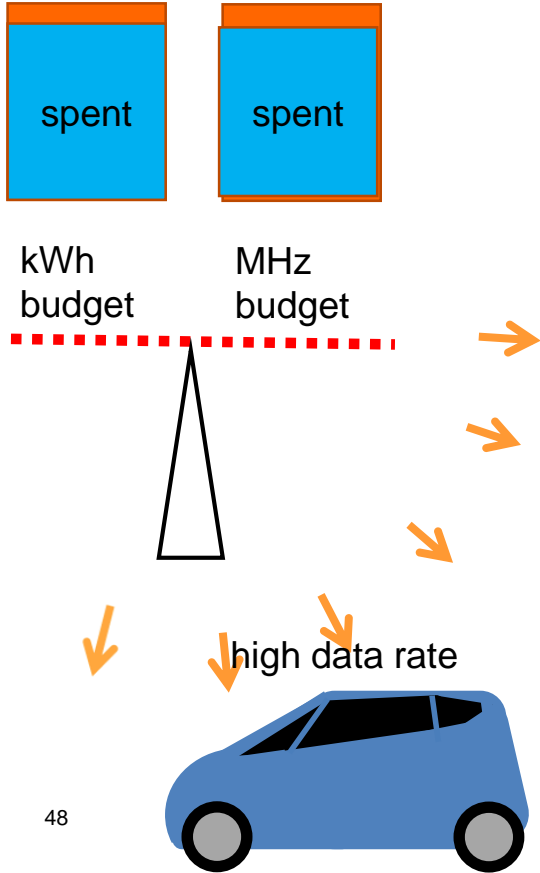 spent
spent
kWh
budget
MHz
budget
high data rate
48